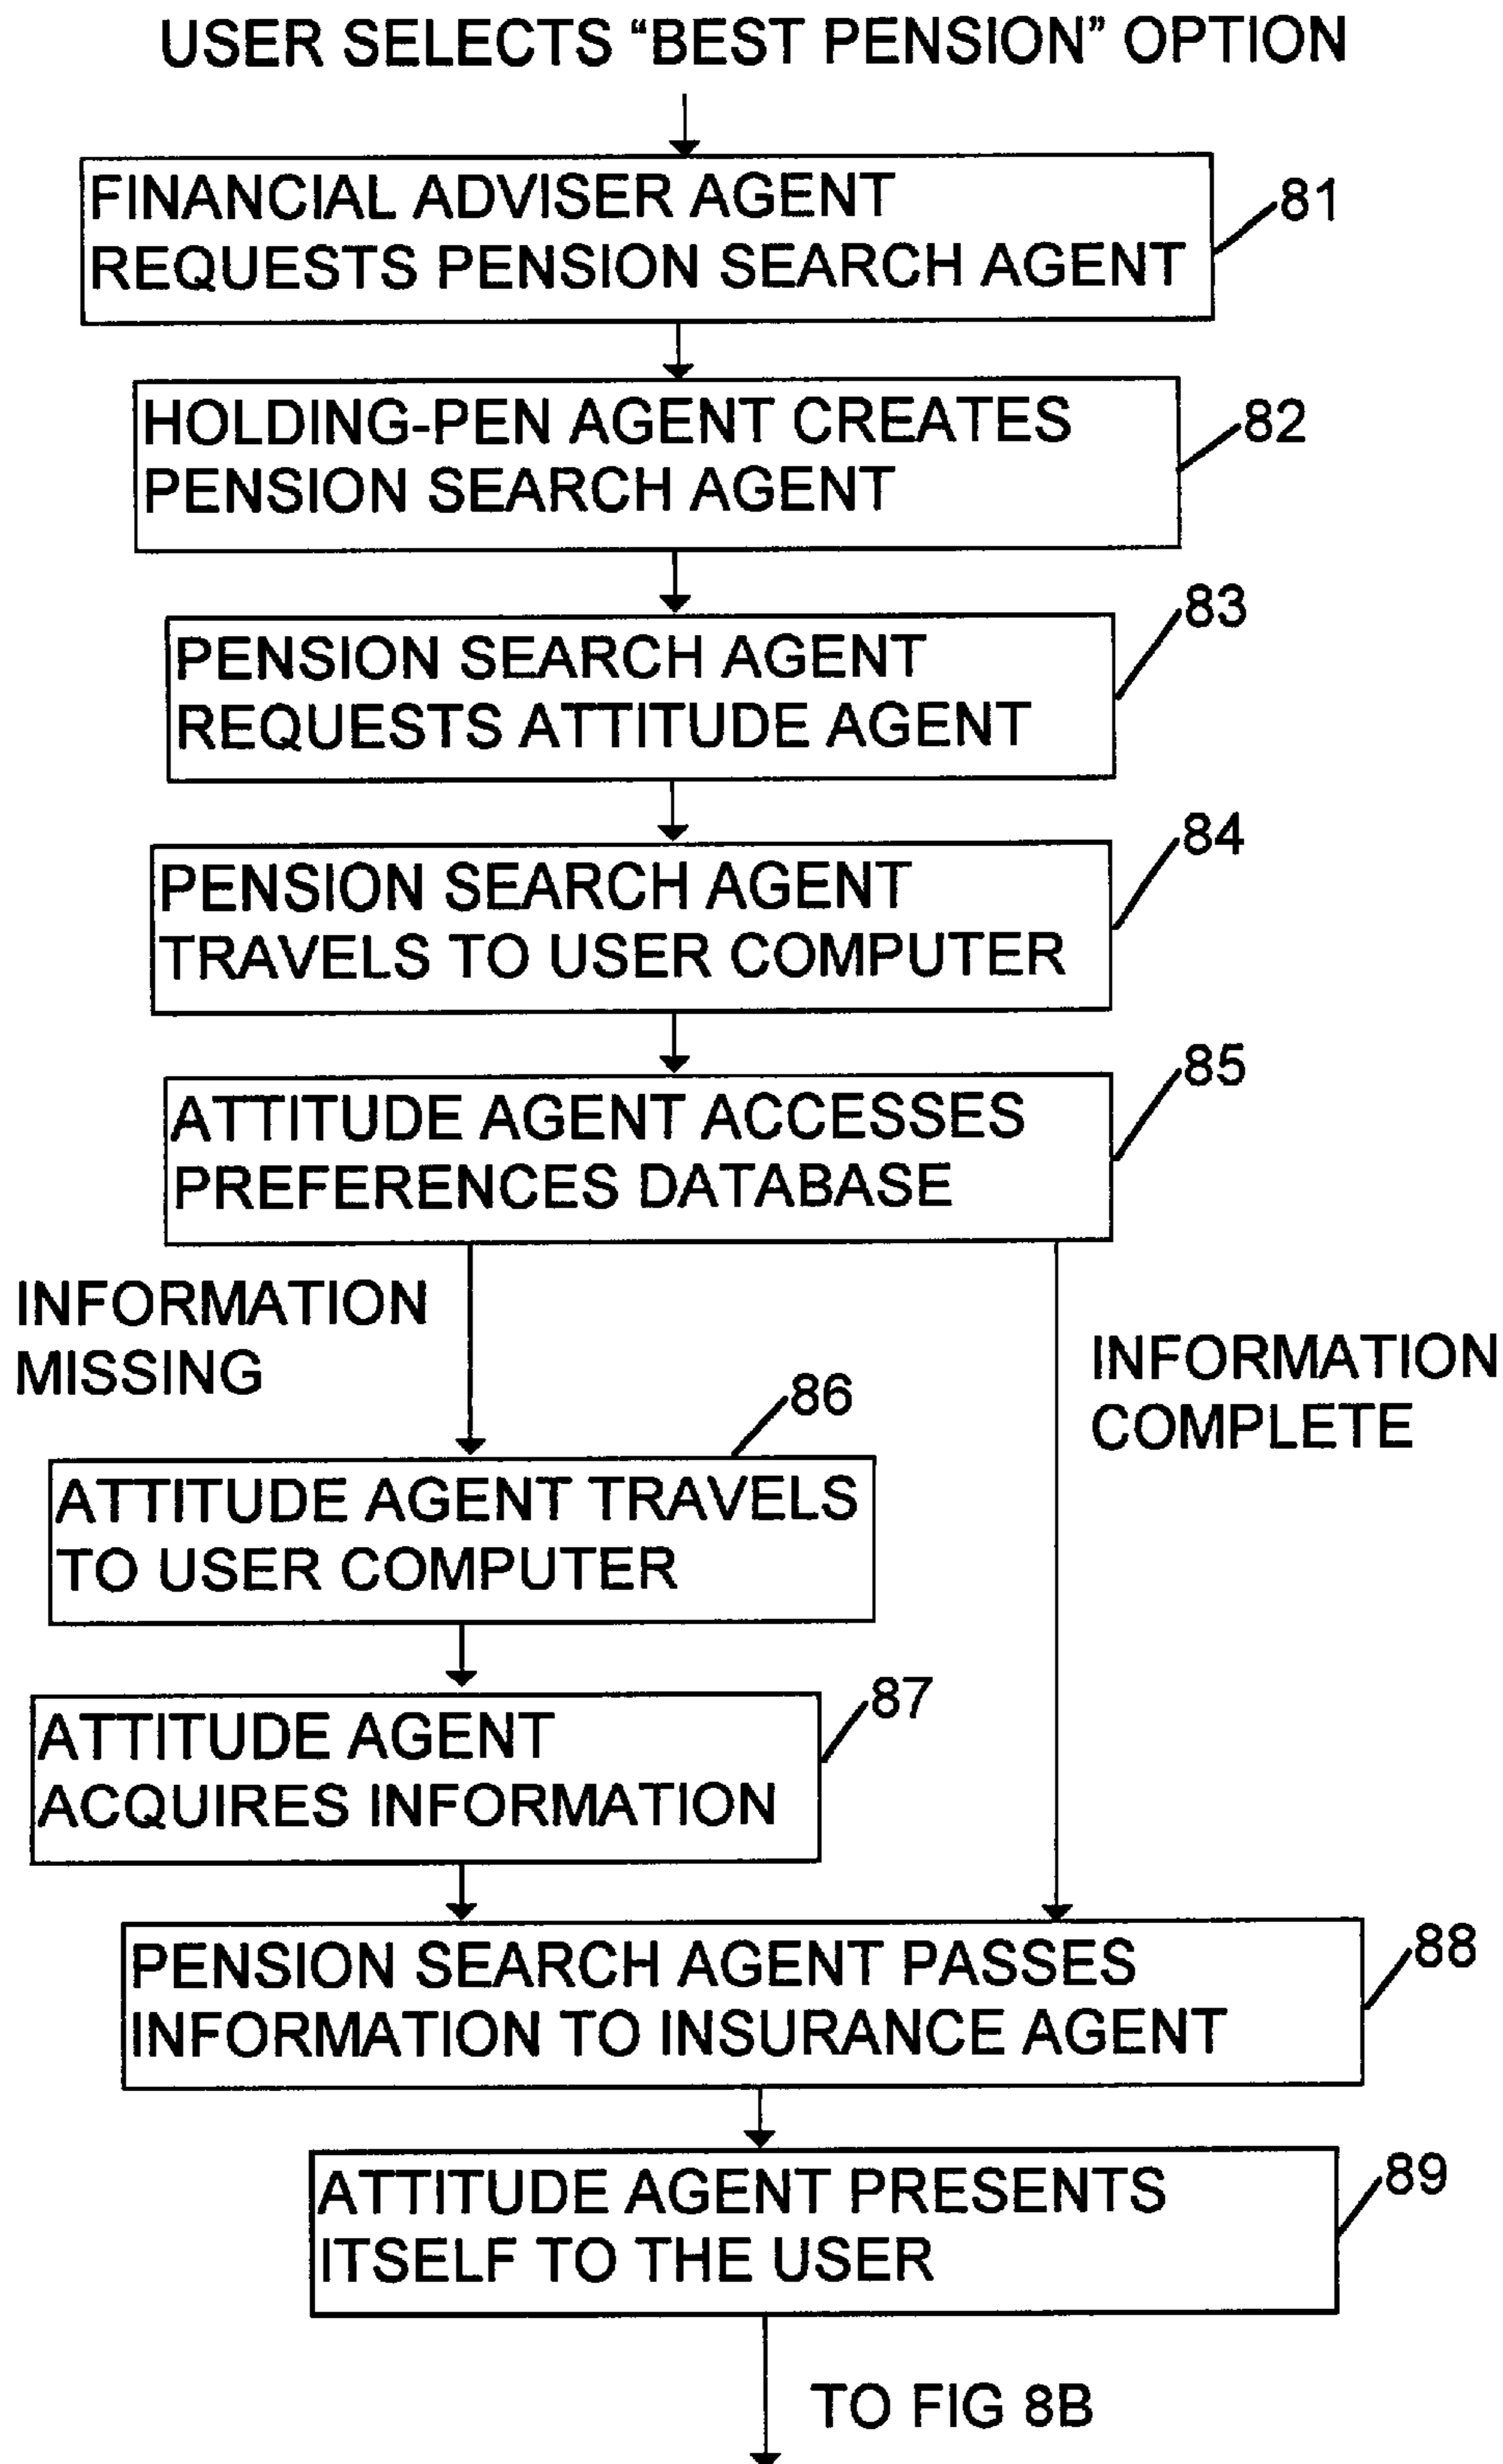 USER SELECTS “BEST PENSION” OPTION
FINANCIAL ADVISER AGENT
REQUESTS PENSION SEARCH AGENT
81
HOLDING-PEN AGENT CREATES
PENSION SEARCH AGENT
82
PENSION SEARCH AGENT
REQUESTS ATTITUDE AGENT
83
PENSION SEARCH AGENT
TRAVELS TO USER COMPUTER
84
ATTITUDE AGENT ACCESSES
PREFERENCES DATABASE
85
INFORMATION
MISSING
INFORMATION
COMPLETE
86
ATTITUDE AGENT TRAVELS
TO USER COMPUTER
ATTITUDE AGENT
ACQUIRES INFORMATION
87
PENSION SEARCH AGENT PASSES
INFORMATION TO INSURANCE AGENT
88
ATTITUDE AGENT PRESENTS
ITSELF TO THE USER
89
TO FIG 8B